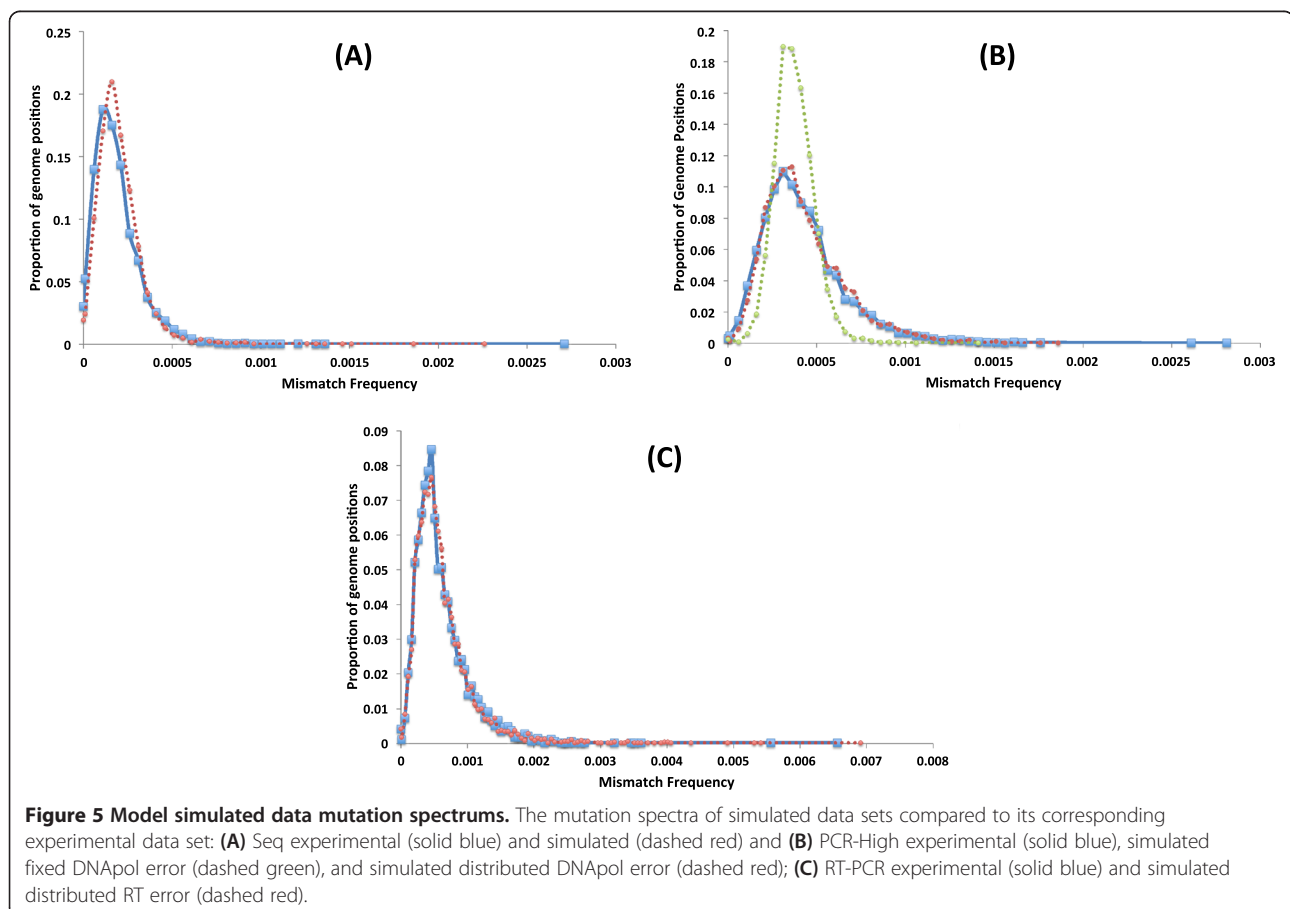 (A)
Proportion of genome positions
0.25
0.2
0.15
0.1
0.05
0
0 0.0005 0.001 0.0015 0.002 0.0025 0.003
Mismatch Frequency
(B)
Proportion of Genome Positions
0.2
0.18
0.16
0.14
0.12
0.1
0.08
0.06
0.04
0.02
0
0 0.0005 0.001 0.0015 0.002 0.0025 0.003
Mismatch Frequency
(C)
Proportion of genome positions
0.09
0.08
0.07
0.06
0.05
0.04
0.03
0.02
0.01
0
0 0.001 0.002 0.003 0.004 0.005 0.006 0.007 0.008
Mismatch Frequency
Figure 5 Model simulated data mutation spectrums. The mutation spectra of simulated data sets compared to its corresponding
experimental data set: (A) Seq experimental (solid blue) and simulated (dashed red) and (B) PCR-High experimental (solid blue), simulated
fixed DNApol error (dashed green), and simulated distributed DNApol error (dashed red); (C) RT-PCR experimental (solid blue) and simulated
distributed RT error (dashed red).